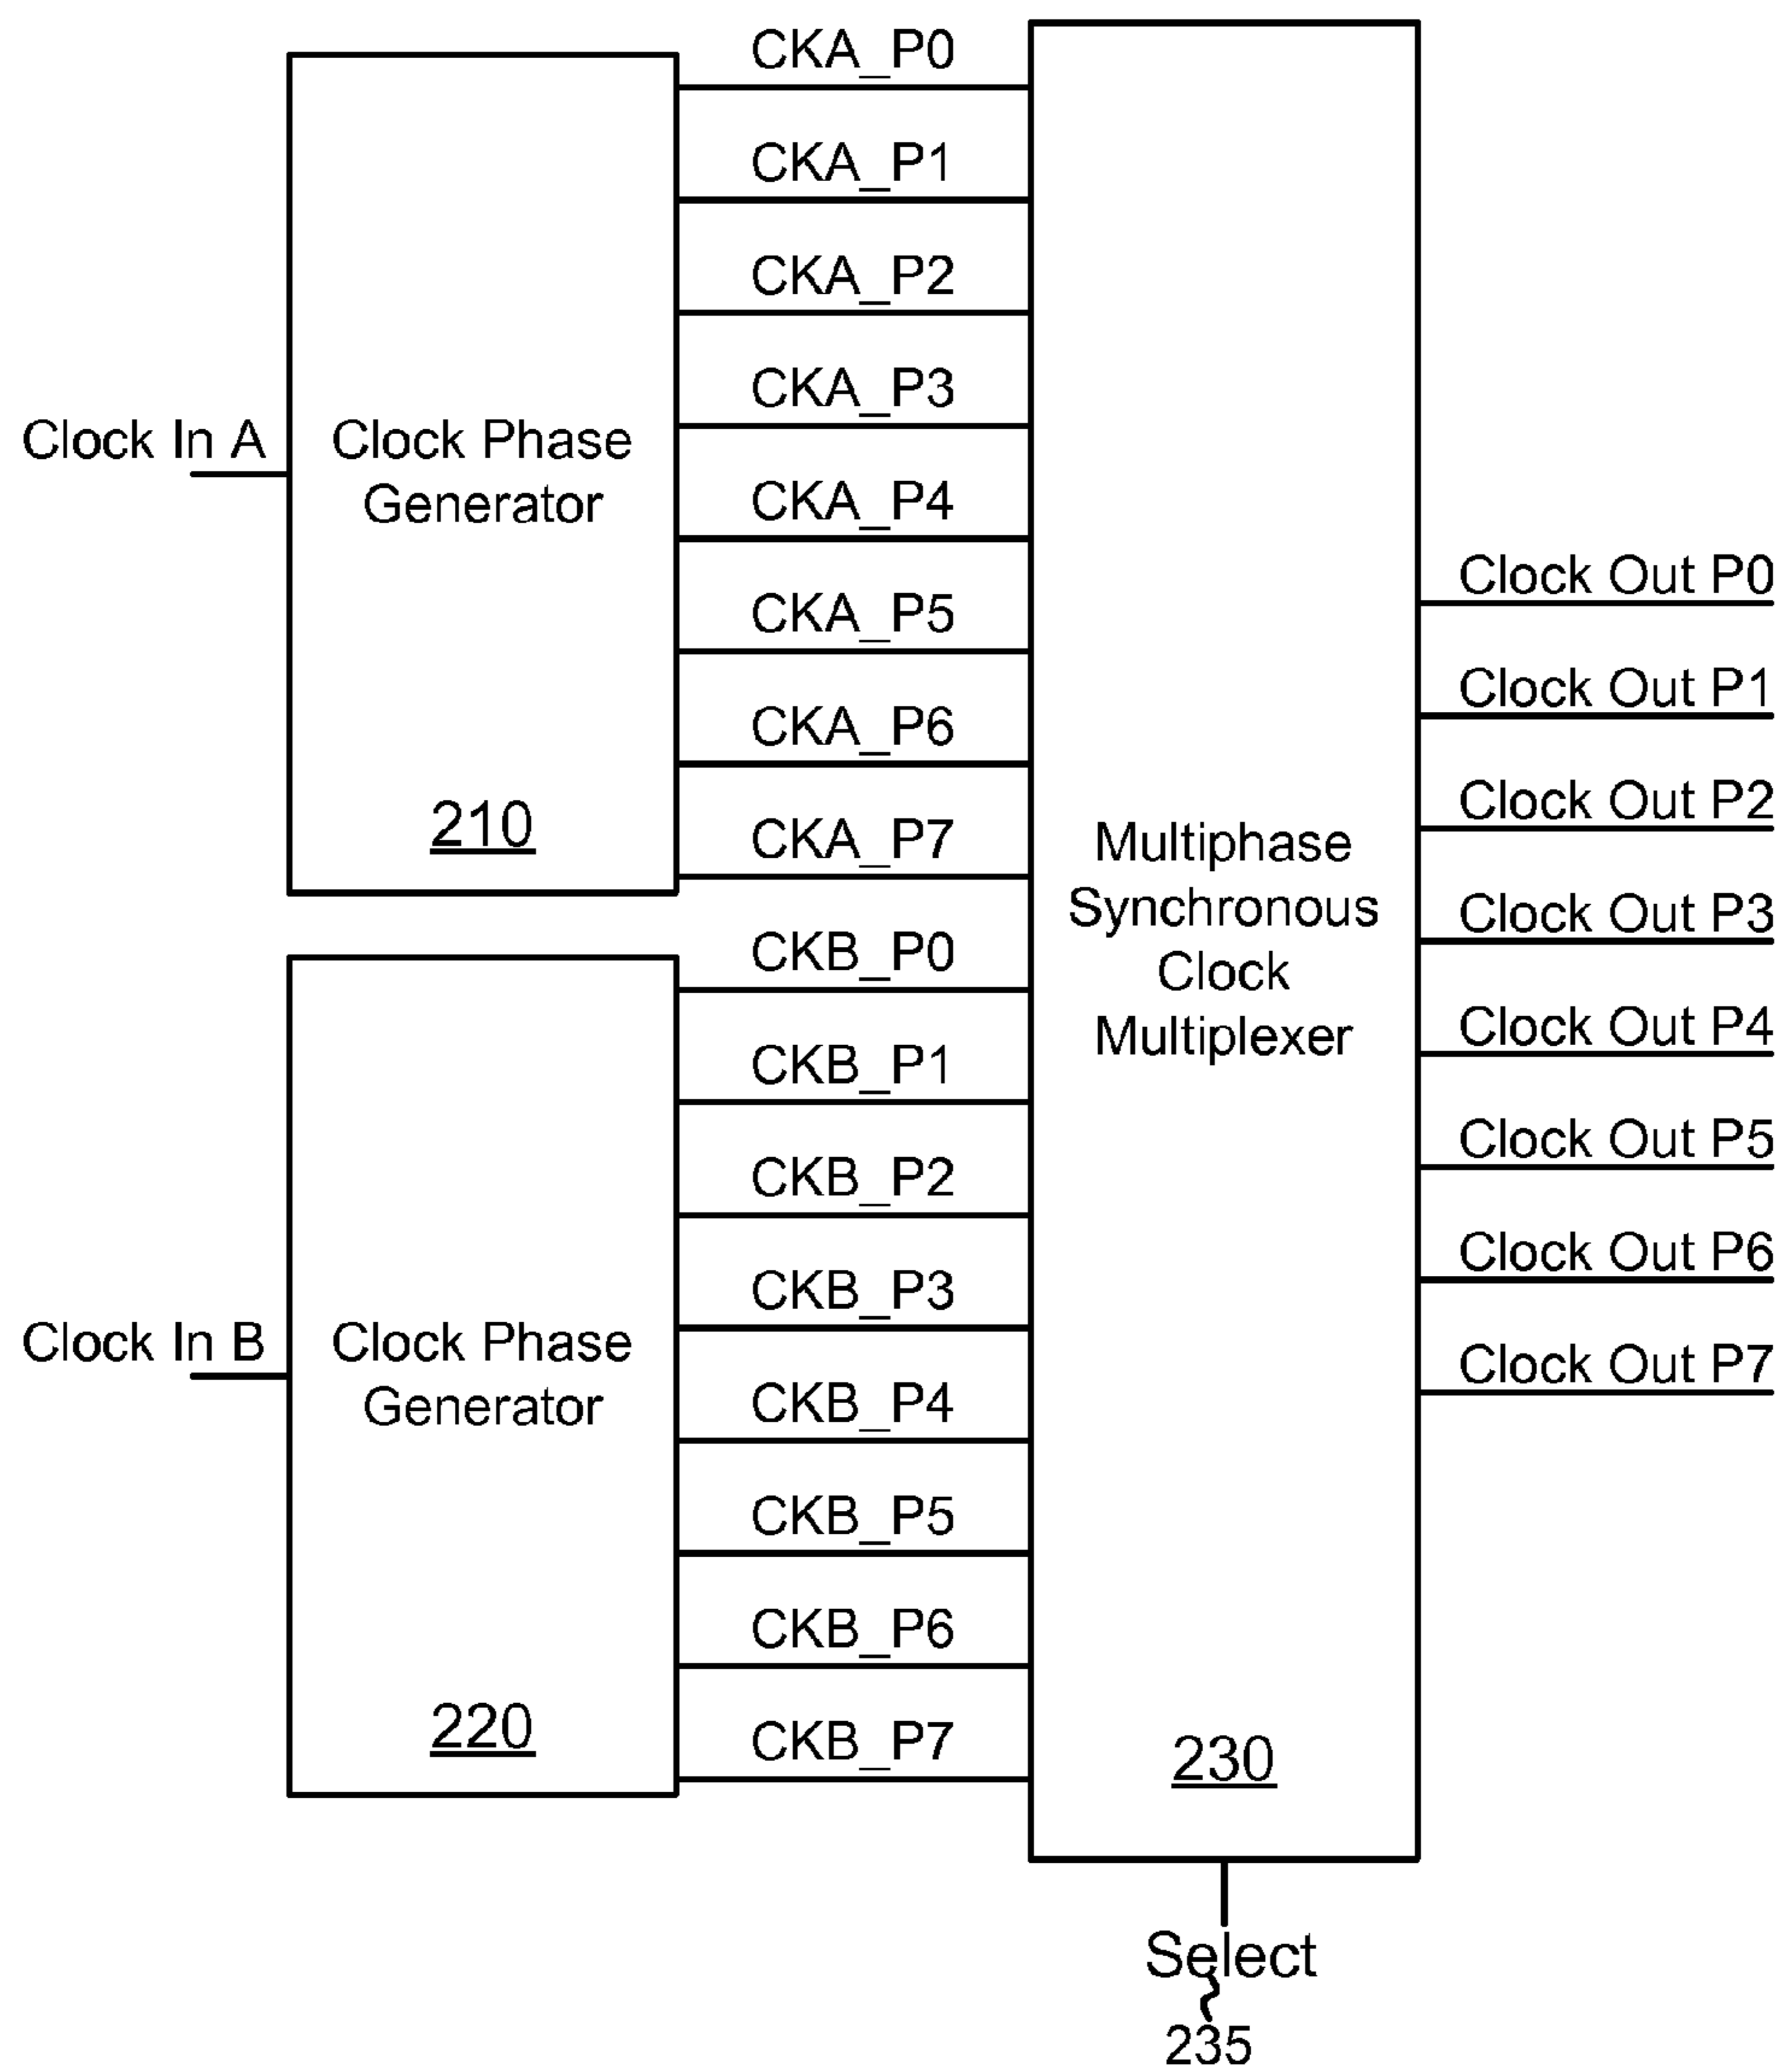 CKA_P0
CKA_P1
CKA_P2
CKA_P3
CKA_P4
CKA_P5
CKA_P6
CKA_P7
Clock In A
Clock Phase
Generator
210
CKB_P0
CKB_P1
CKB_P2
CKB_P3
CKB_P4
CKB_P5
CKB_P6
CKB_P7
Clock In B
Clock Phase
Generator
220
Multiphase
Synchronous
Clock
Multiplexer
230
Clock Out P0
Clock Out P1
Clock Out P2
Clock Out P3
Clock Out P4
Clock Out P5
Clock Out P6
Clock Out P7
Select
235